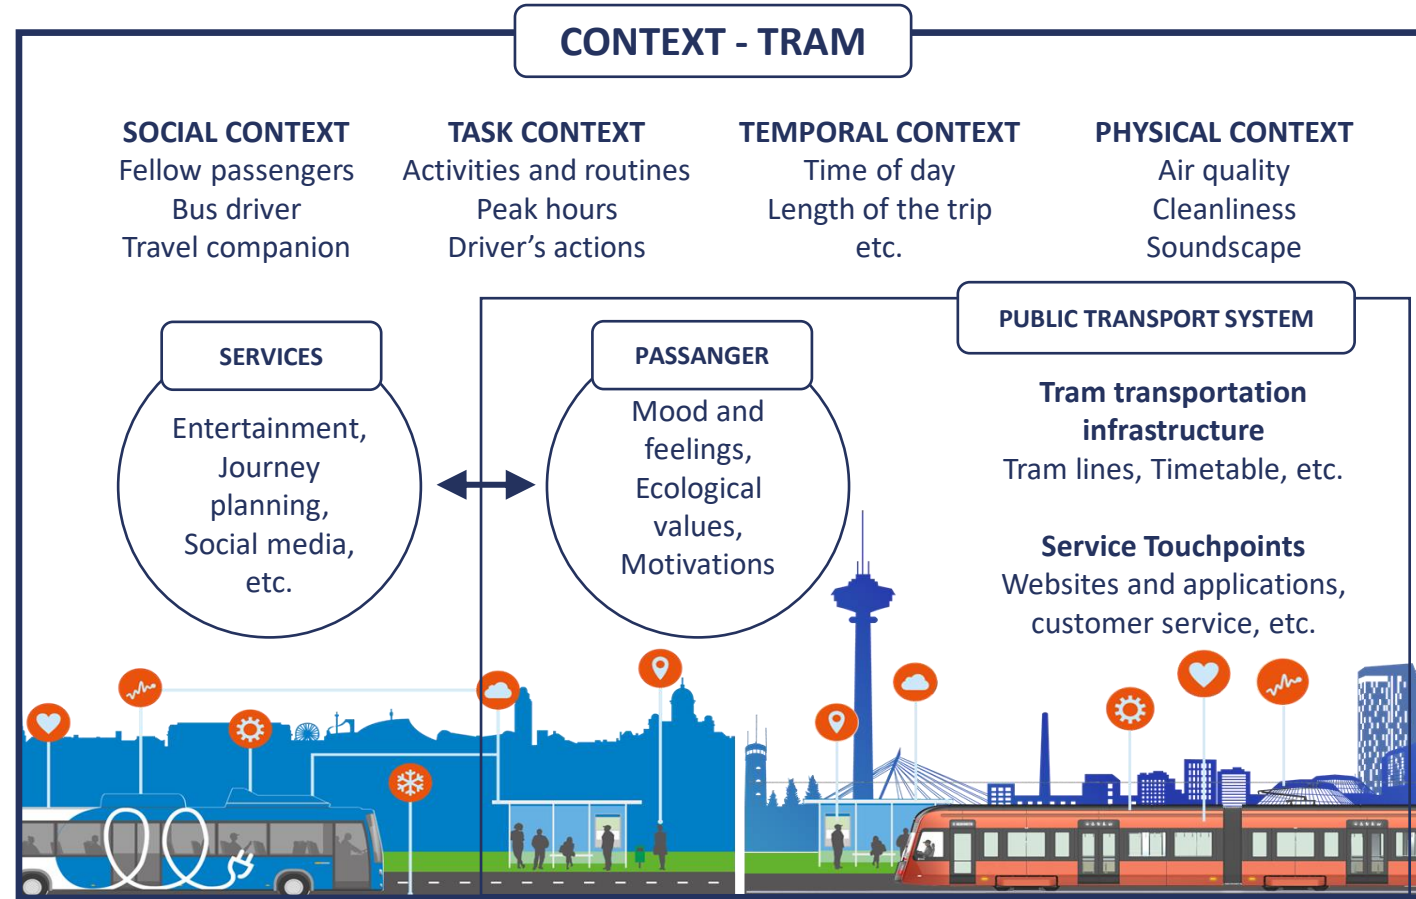 CONTEXT - TRAM
SOCIAL CONTEXT
Fellow passengers
Bus driver
Travel companion
TASK CONTEXT
Activities and routines
Peak hours
Driver’s actions
TEMPORAL CONTEXT
Time of day
Length of the trip
etc.
PHYSICAL CONTEXT
Air quality
Cleanliness
Soundscape
SERVICES
Entertainment,
Journey
planning,
Social media,
etc.
PASSANGER
Mood and
feelings,
Ecological
values,
Motivations
PUBLIC TRANSPORT SYSTEM
Tram transportation
infrastructure
Tram lines, Timetable, etc.
Service Touchpoints
Websites and applications,
customer service, etc.